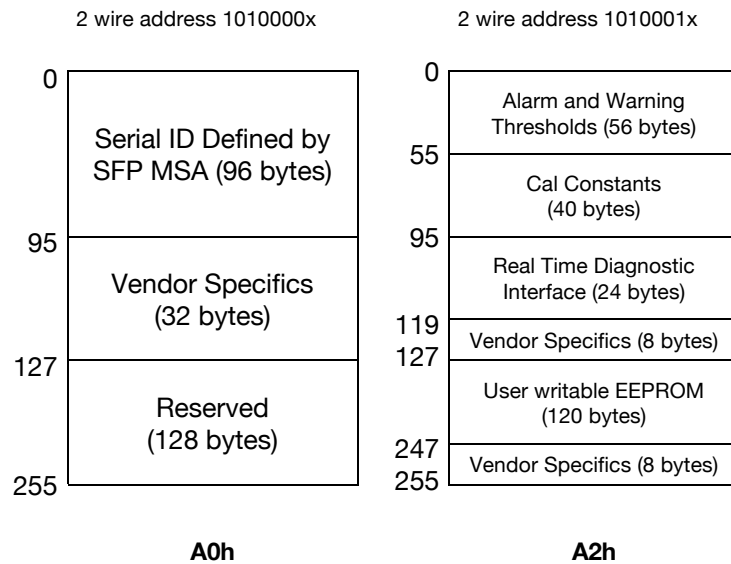 2 wire address 1010000x
0
Serial ID Defined by
SFP MSA (96 bytes)
95
Vendor Specifics
(32 bytes)
127
Reserved
(128 bytes)
255
A0h
2 wire address 1010001x
0
Alarm and Warning
Thresholds (56 bytes)
55
Cal Constants
(40 bytes)
95
Real Time Diagnostic
Interface (24 bytes)
119
Vendor Specifics (8 bytes)
127
User writable EEPROM
(120 bytes)
247
Vendor Specifics (8 bytes)
255
A2h